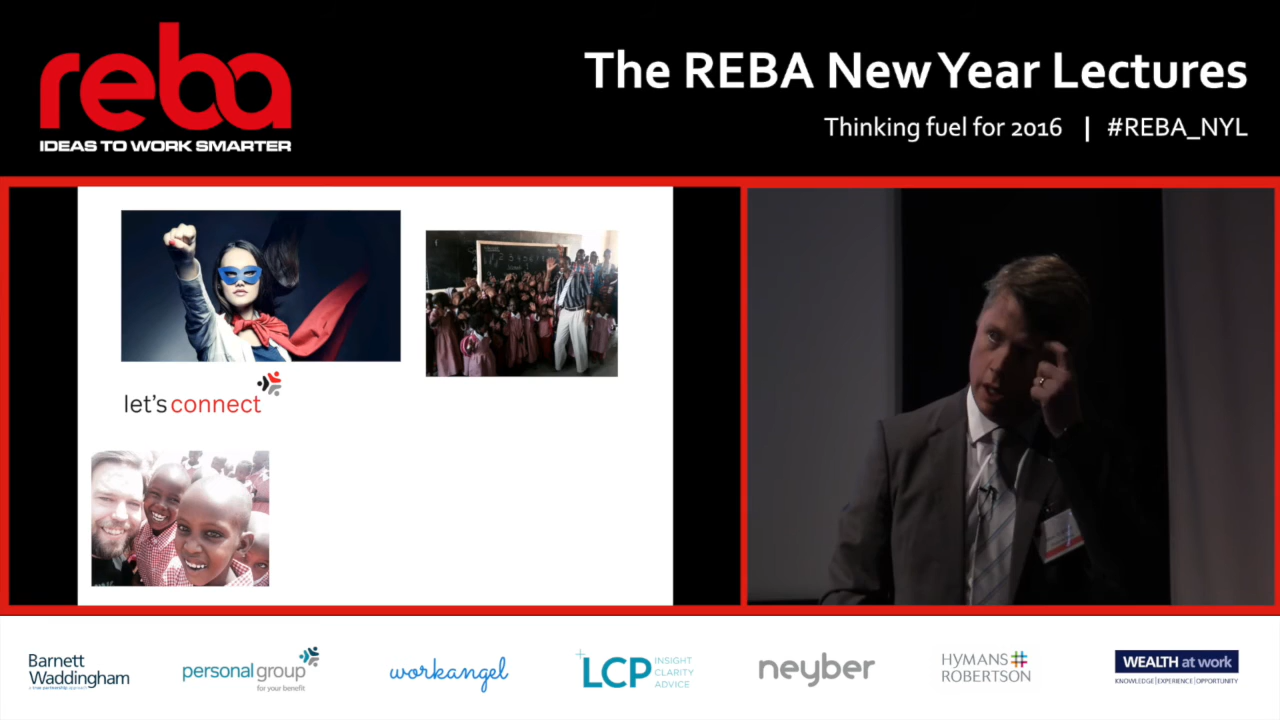 reba
IDEAS TO WORK SMARTER
The REBA New Year Lectures
Thinking fuel for 2016 | #REBA_NYL
let's connect
Barnett
Waddingham
personal group
for your benefit
workangel
LCP INSIGHT
CLARITY
ADVICE
neyber
HYMANS
ROBERTSON
WEALTH at work
KNOWLEDGE | EXPERIENCE | OPPORTUNITY